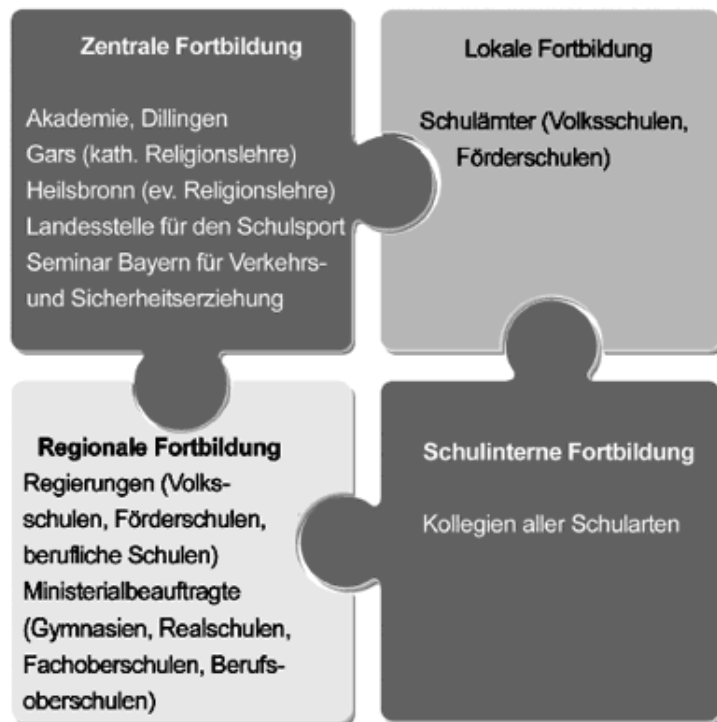 Zentrale Fortbildung
Akademie, Dillingen
Gars (kath. Religionslehre)
Heilsbronn (ev. Religionslehre)
Landesstelle für den Schulsport
Seminar Bayern für Verkehrs-
und Sicherheitserziehung
Lokale Fortbildung
Schulämter (Volksschulen,
Förderschulen)
Regionale Fortbildung
Regierungen (Volks-
schulen, Förderschulen,
berufliche Schulen)
Ministerialbeauftragte
(Gymnasien, Realschulen,
Fachoberschulen, Berufs-
oberschulen)
Schulinterne Fortbildung
Kollegien aller Schularten